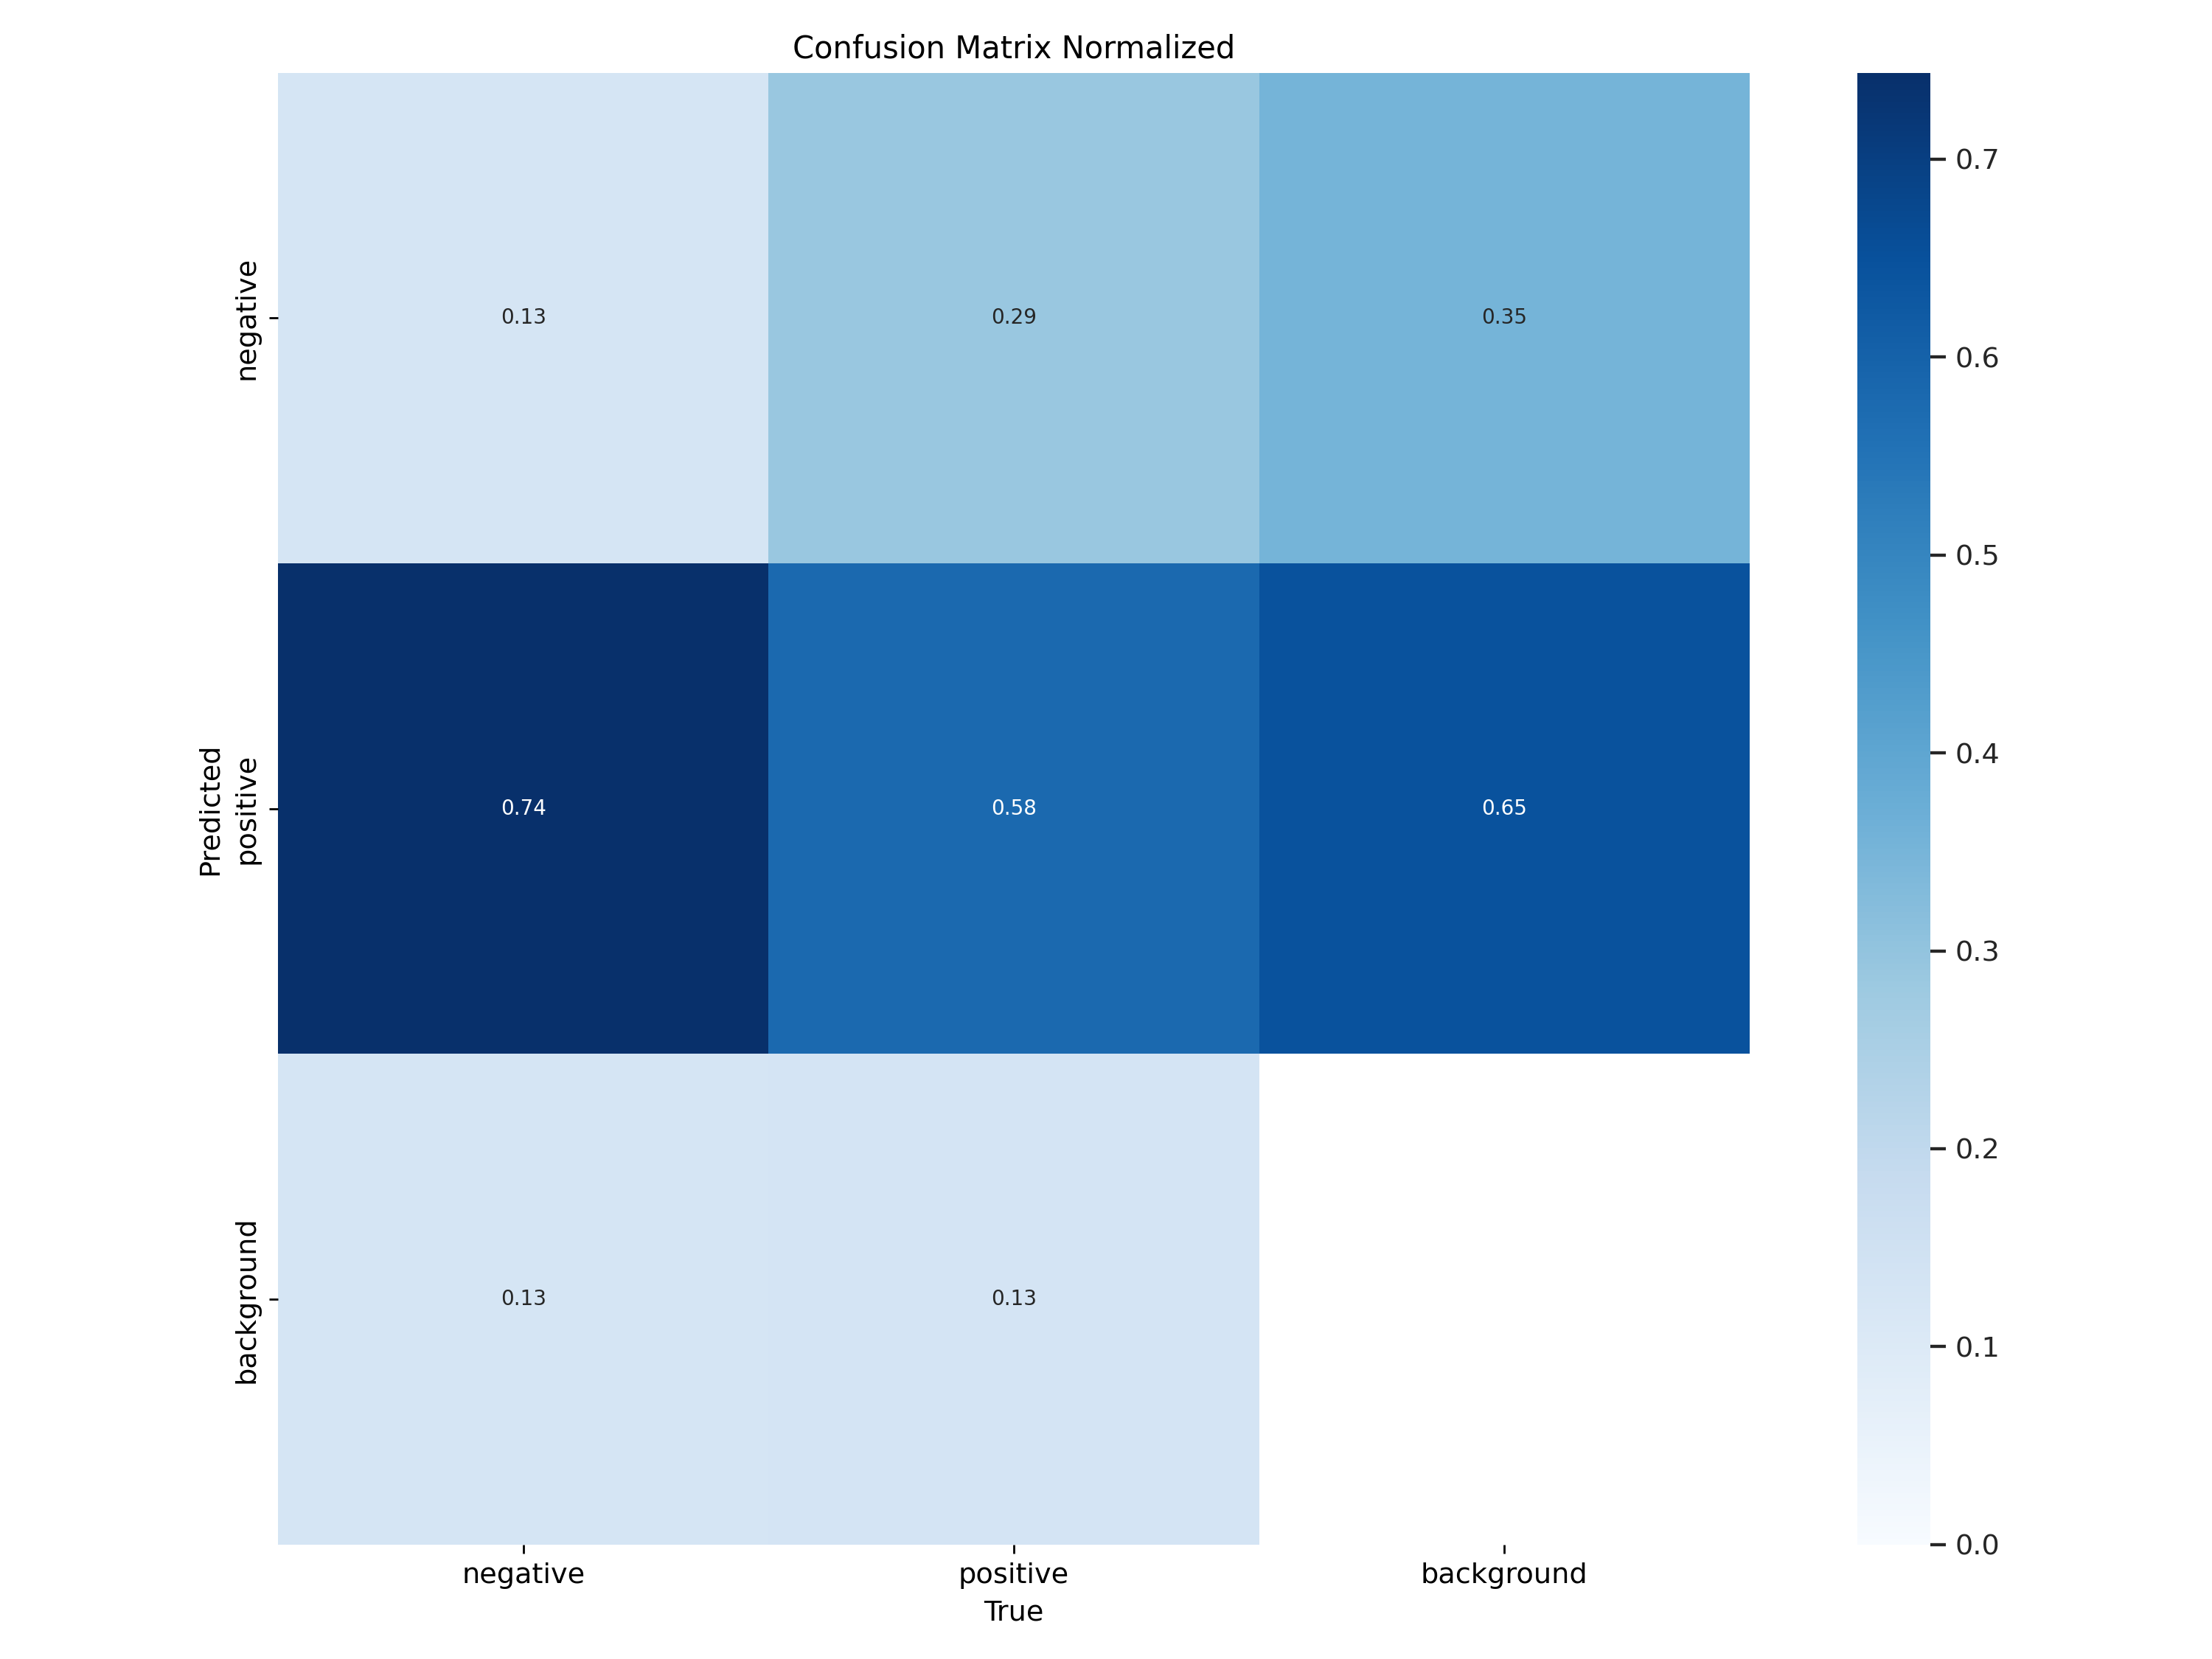 Confusion Matrix Normalized
negative
0.13
0.29
0.35
Predicted
positive
0.74
0.58
0.65
background
0.13
0.13
negative
positive
background
True
0.7
0.6
0.5
0.4
0.3
0.2
0.1
0.0